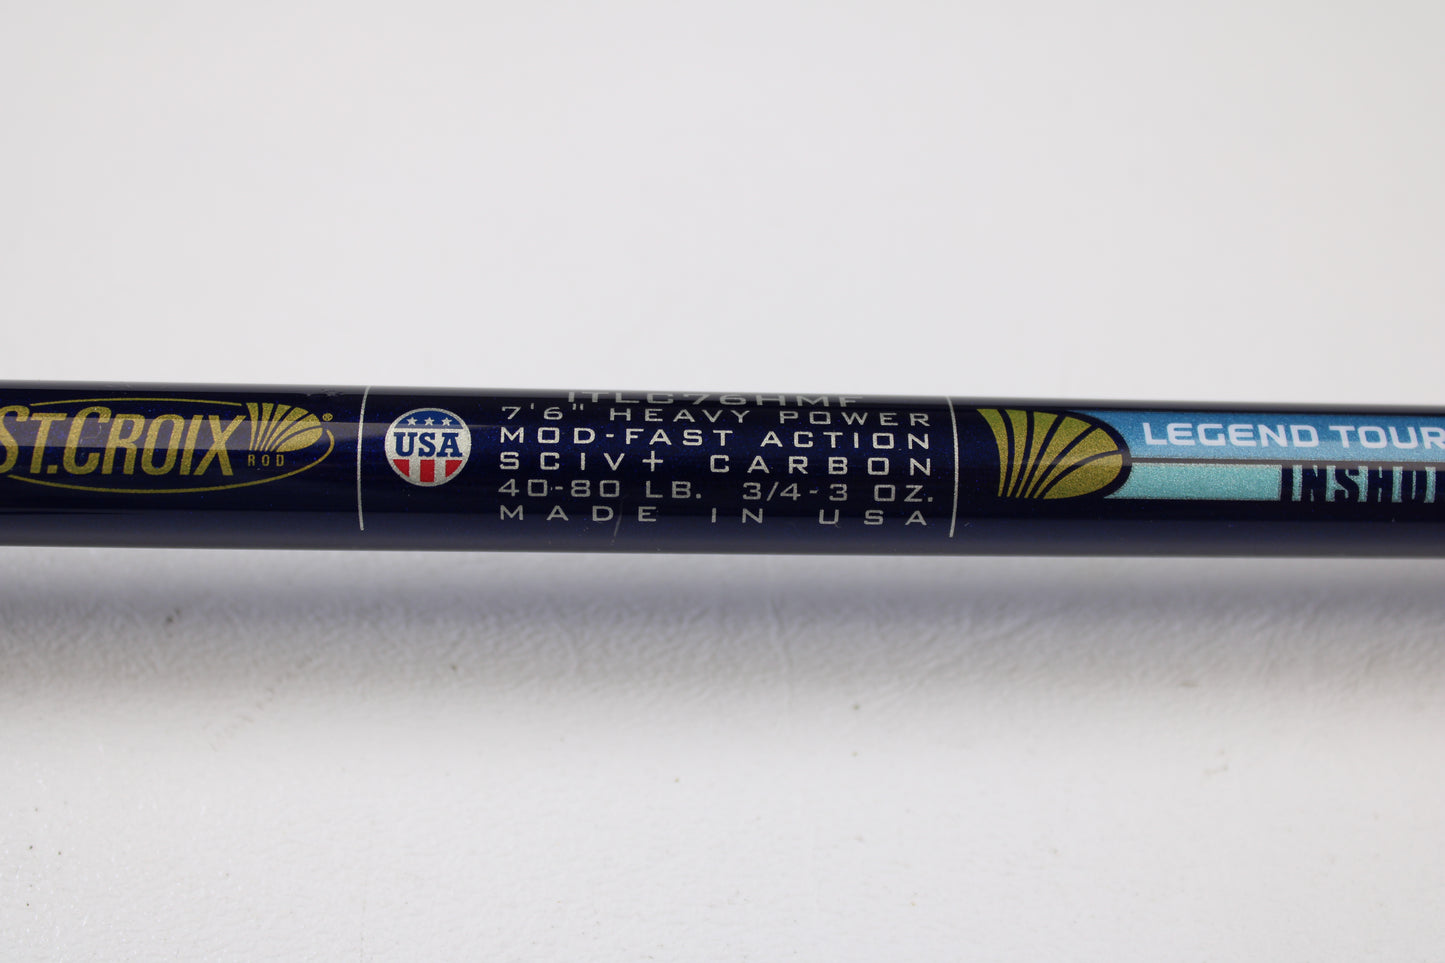 ST.CROIX®
ROD
USA
ITLC76HMF
7'6" HEAVY POWER
MOD-FAST ACTION
SCIV+ CARBON
40-80 LB. 3/4-3 OZ.
MADE IN USA
LEGEND TOUR